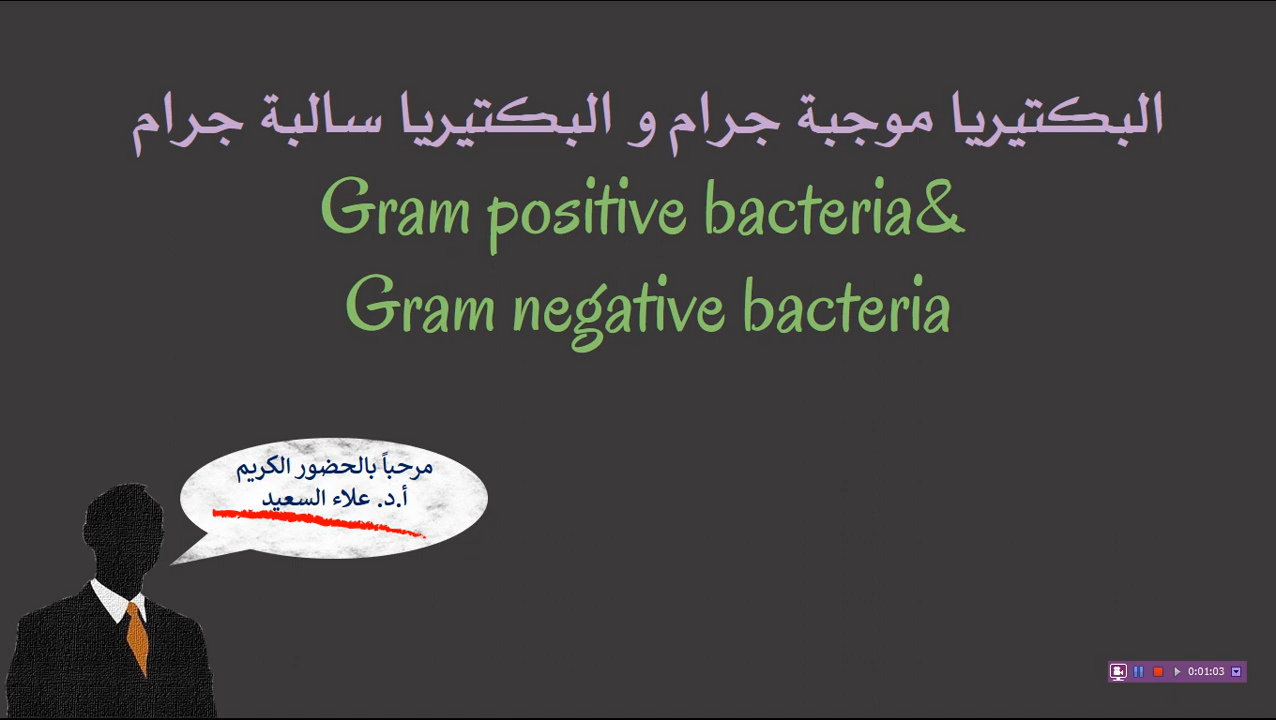 البكتيريا موجبة جرام و البكتيريا سالبة جرام
Gram positive bacteria&
Gram negative bacteria
مرحباً بالحضور الكريم
أ.د. علاء السعيد
0:01:03